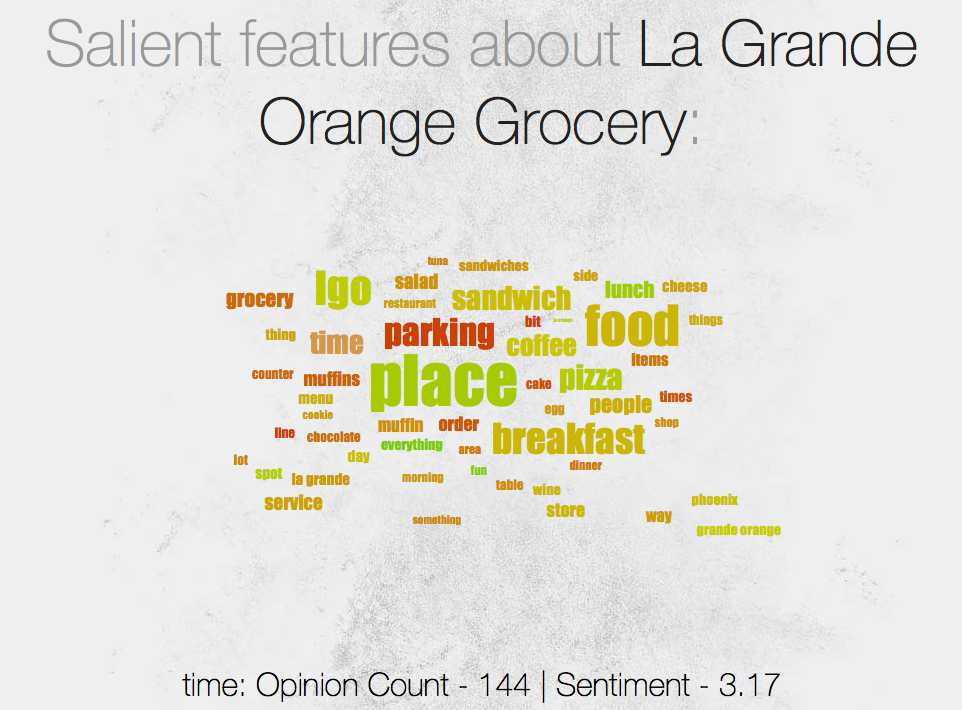 Salient features about La Grande
Orange Grocery:
tuna
sandwiches
side
lgo
salad
lunch
cheese
grocery
restaurant
sandwich
food
things
thing
time
parking
bit
coffee
Items
counter
muffins
place
cake
pizza
menu
egg
people
times
cookie
muffin
order
shop
line
chocolate
everything
area
breakfast
lot
day
dinner
spot
la grande
morning
fun
table
wine
service
store
phoenix
something
way
grande orange
time: Opinion Count - 144 | Sentiment - 3.17